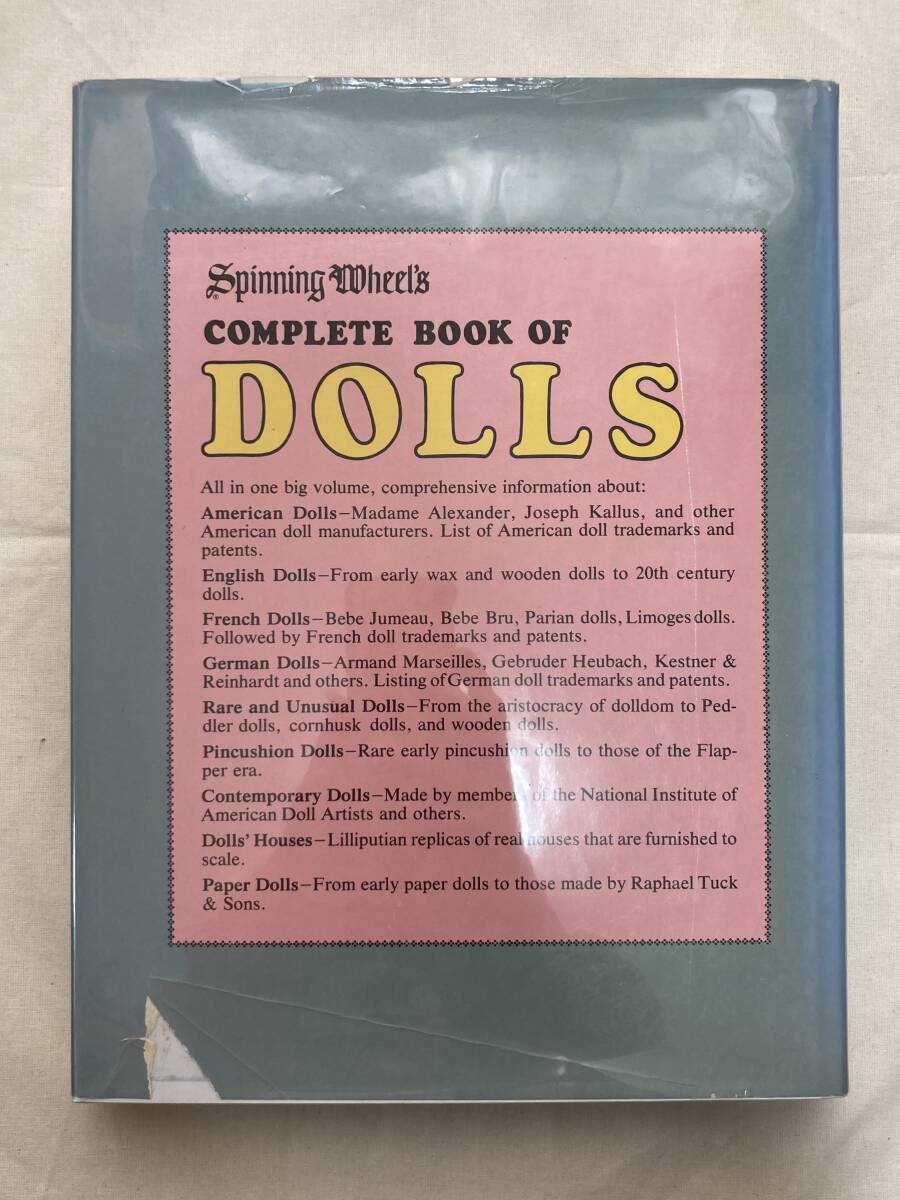 Spinning Wheel's
®
COMPLETE BOOK OF
DOLLS
All in one big volume, comprehensive information about:
American Dolls—Madame Alexander, Joseph Kallus, and other
American doll manufacturers. List of American doll trademarks and
patents.
English Dolls—From early wax and wooden dolls to 20th century
dolls.
French Dolls—Bebe Jumeau, Bebe Bru, Parian dolls, Limoges dolls.
Followed by French doll trademarks and patents.
German Dolls—Armand Marseilles, Gebruder Heubach, Kestner &
Reinhardt and others. Listing of German doll trademarks and patents.
Rare and Unusual Dolls—From the aristocracy of dolldom to Ped-
dler dolls, cornhusk dolls, and wooden dolls.
Pincushion Dolls—Rare early pincushion dolls to those of the Flap-
per era.
Contemporary Dolls—Made by members of the National Institute of
American Doll Artists and others.
Dolls' Houses—Lilliputian replicas of real houses that are furnished to
scale.
Paper Dolls—From early paper dolls to those made by Raphael Tuck
& Sons.